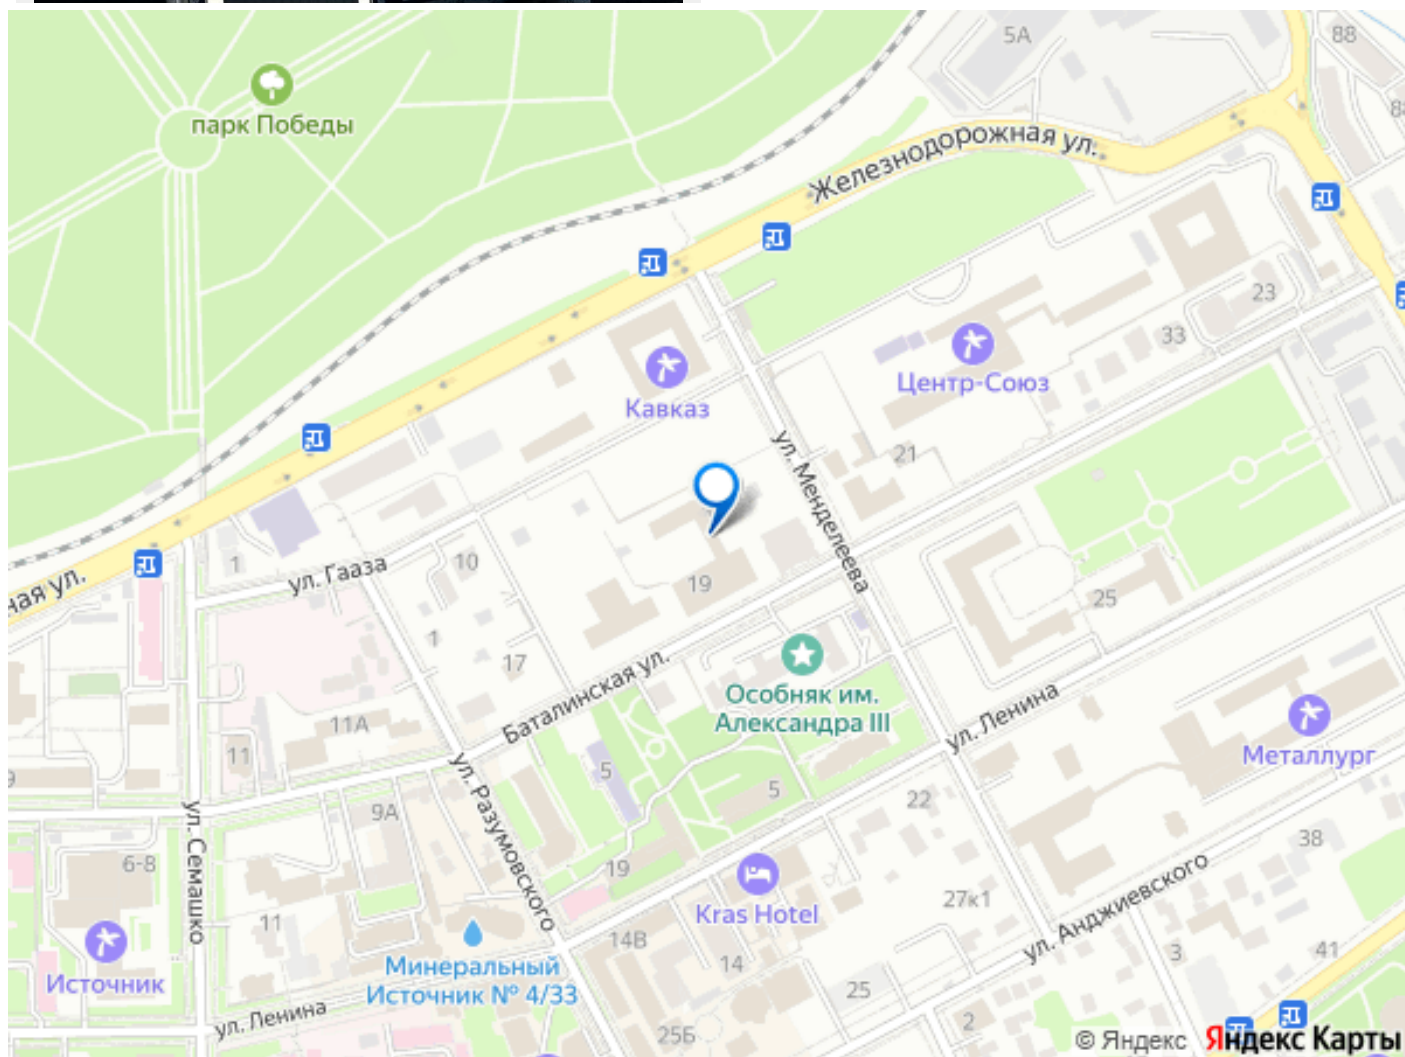 5А
88
парк Победы
Железнодорожная ул.
23
33
Центр-Союз
Кавказ
ул. Менделеева
21
1
ул. Гааза
10
ная ул.
19
25
1
17
Баталинская ул.
Особняк им.
Александра III
ул. Ленина
11А
11
Металлург
5
5
22
9А
ул. Разумовского
ул. Семашко
6-8
38
19
ул. Анджиевского
Kras Hotel
27к1
11
14В
14
3
41
Источник
Минеральный
Источник № 4/33
25
ул. Ленина
25Б
2
© Яндекс Яндекс Карты